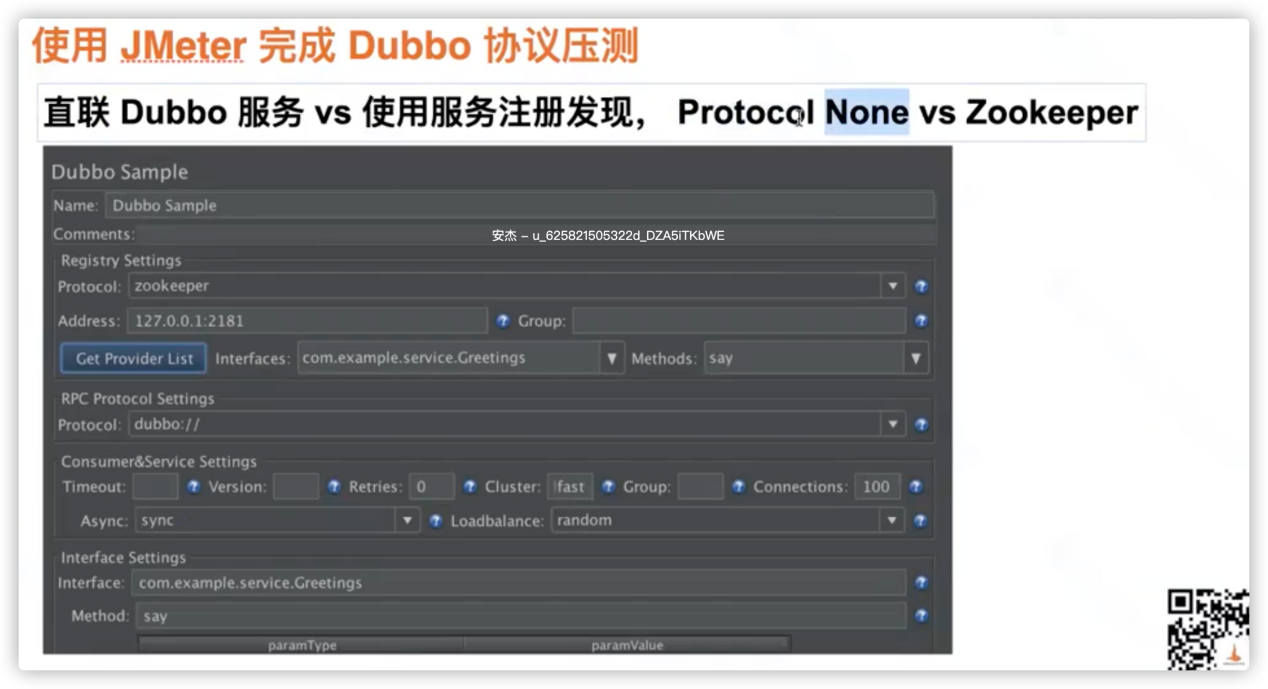 使用 JMeter 完成 Dubbo 协议压测
直联 Dubbo 服务 vs 使用服务注册发现， Protocol None vs Zookeeper
Dubbo Sample
Name: Dubbo Sample
Comments:
安杰 – u_625821505322d_DZA5iTKbWE
Registry Settings
Protocol: zookeeper
Address: 127.0.0.1:2181 Group:
Get Provider List Interfaces: com.example.service.Greetings Methods: say
RPC Protocol Settings
Protocol: dubbo://
Consumer&Service Settings
Timeout: Version: Retries: 0 Cluster: fast Group: Connections: 100
Async: sync Loadbalance: random
Interface Settings
Interface: com.example.service.Greetings
Method: say
paramType paramValue